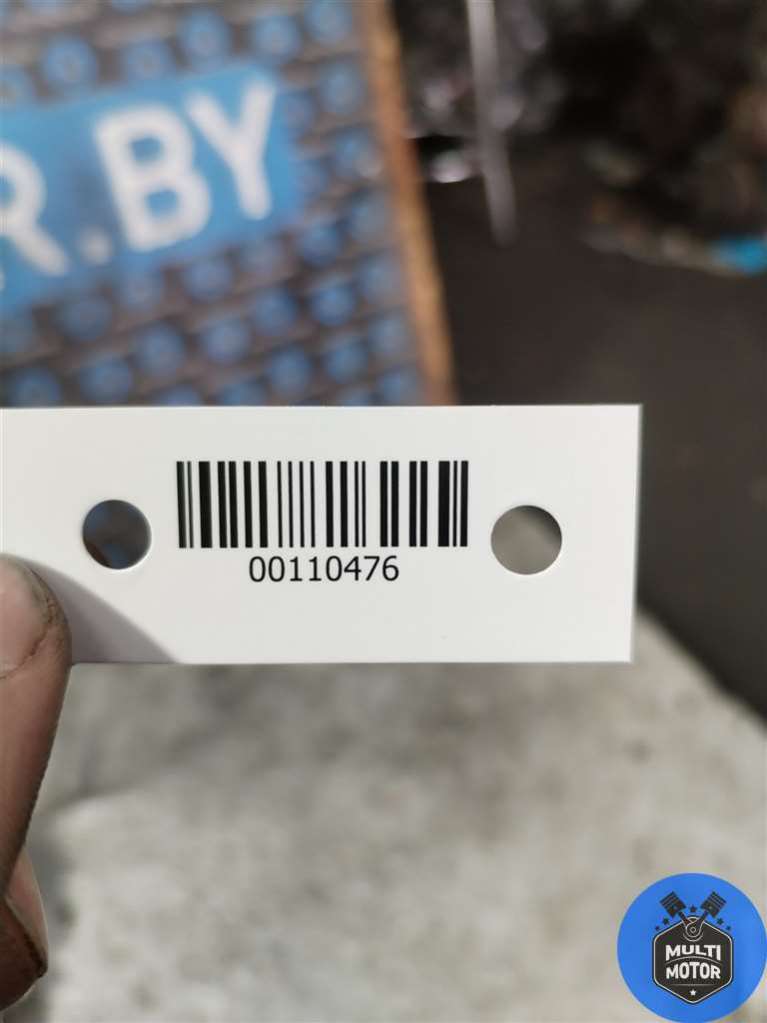 R.BY
00110476
MULTI
MOTOR